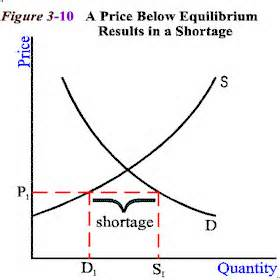 Figure 3-10 A Price Below Equilibrium
Results in a Shortage
Price
S
P1
shortage
D
D1 S1
Quantity